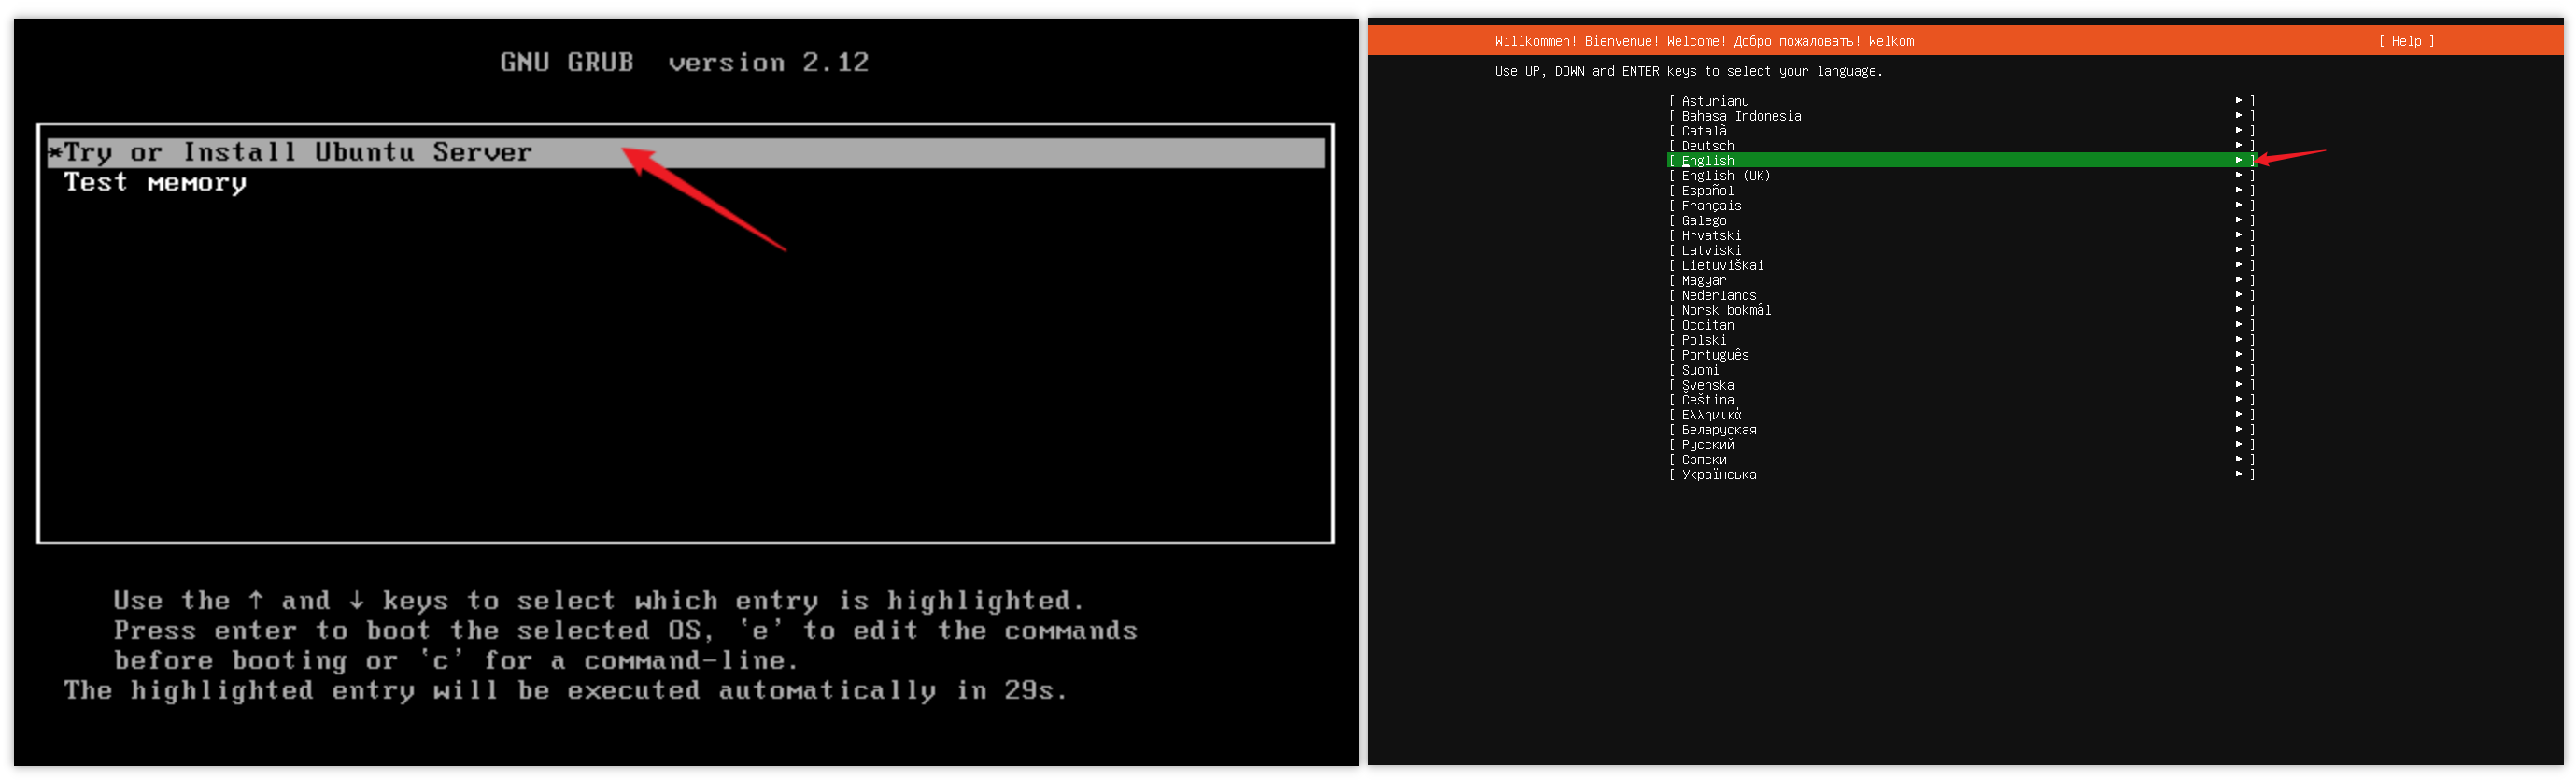 GNU GRUB  version 2.12
*Try or Install Ubuntu Server
Test memory
Use the ↑ and ↓ keys to select which entry is highlighted.
Press enter to boot the selected OS, `e' to edit the commands
before booting or `c' for a command-line.
The highlighted entry will be executed automatically in 29s.
Willkommen! Bienvenue! Welcome! Добро пожаловать! Welkom! [ Help ]
Use UP, DOWN and ENTER keys to select your language.
[ Asturianu ▸ ]
[ Bahasa Indonesia ▸ ]
[ Català ▸ ]
[ Deutsch ▸ ]
[ English ▸ ]
[ English (UK) ▸ ]
[ Español ▸ ]
[ Français ▸ ]
[ Galego ▸ ]
[ Hrvatski ▸ ]
[ Latviski ▸ ]
[ Lietuviškai ▸ ]
[ Magyar ▸ ]
[ Nederlands ▸ ]
[ Norsk bokmål ▸ ]
[ Occitan ▸ ]
[ Polski ▸ ]
[ Português ▸ ]
[ Suomi ▸ ]
[ Svenska ▸ ]
[ Čeština ▸ ]
[ Ελληνικά ▸ ]
[ Беларуская ▸ ]
[ Русский ▸ ]
[ Српски ▸ ]
[ Українська ▸ ]